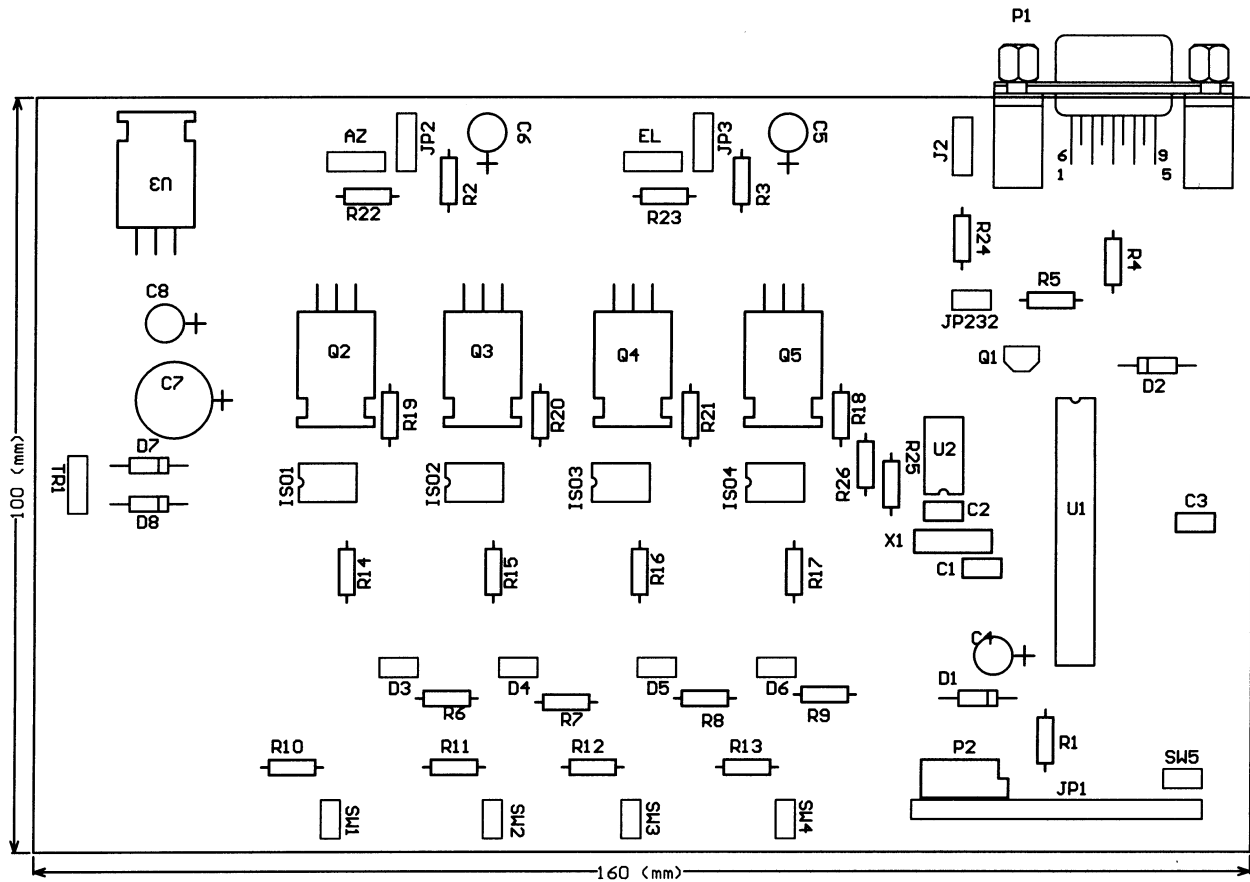 P1
AZ
JP2
C6
EL
JP3
C5
J2
6
9
1
5
U3
R22
R2
R23
R3
R24
R4
C8
R5
JP232
Q2
Q3
Q4
Q5
Q1
C7
D2
R19
R20
R21
R18
D7
TR1
ISO1
ISO2
ISO3
ISO4
R26
R25
U2
D8
C2
U1
C3
100 (mm)
X1
C1
R14
R15
R16
R17
C4
D3
D4
D5
D6
D1
R6
R7
R8
R9
R10
R11
R12
R13
P2
R1
SW5
JP1
SW1
SW2
SW3
SW4
160 (mm)